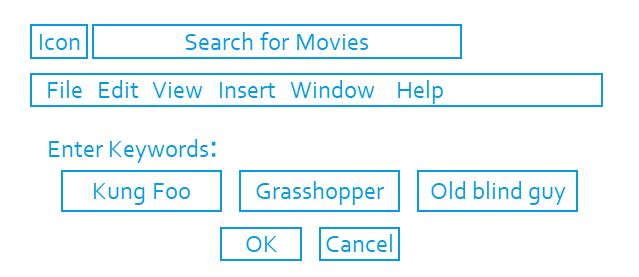 Icon Search for Movies
File Edit View Insert Window Help
Enter Keywords:
Kung Foo Grasshopper Old blind guy
OK Cancel